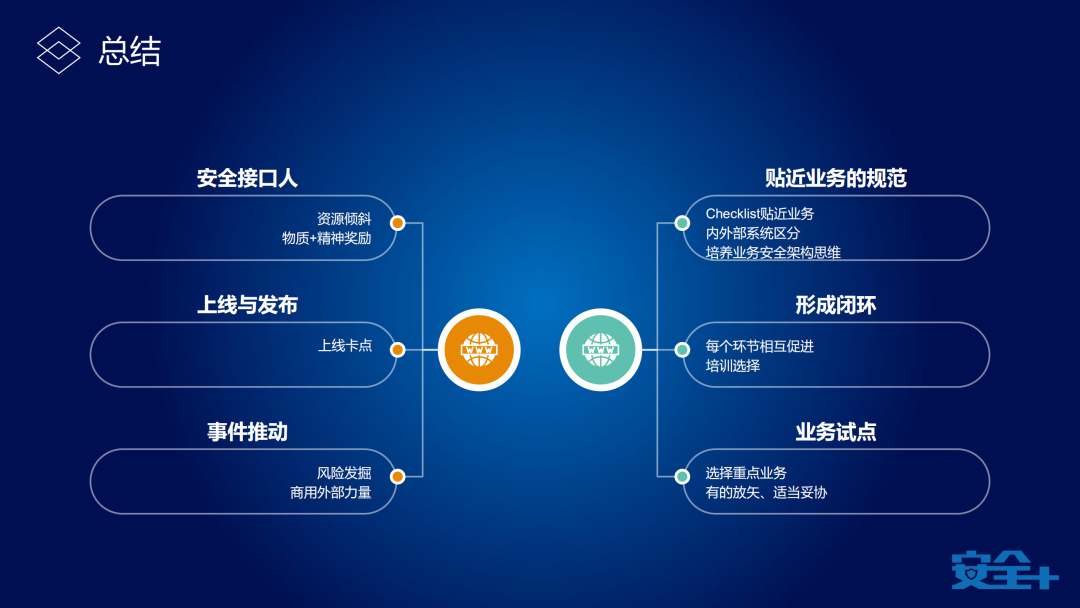 总结
安全接口人
资源倾斜
物质+精神奖励
上线与发布
上线卡点
事件推动
风险发掘
商用外部力量
WWW
WWW
贴近业务的规范
Checklist贴近业务
内外部系统区分
培养业务安全架构思维
形成闭环
每个环节相互促进
培训选择
业务试点
选择重点业务
有的放矢、适当妥协
安全+